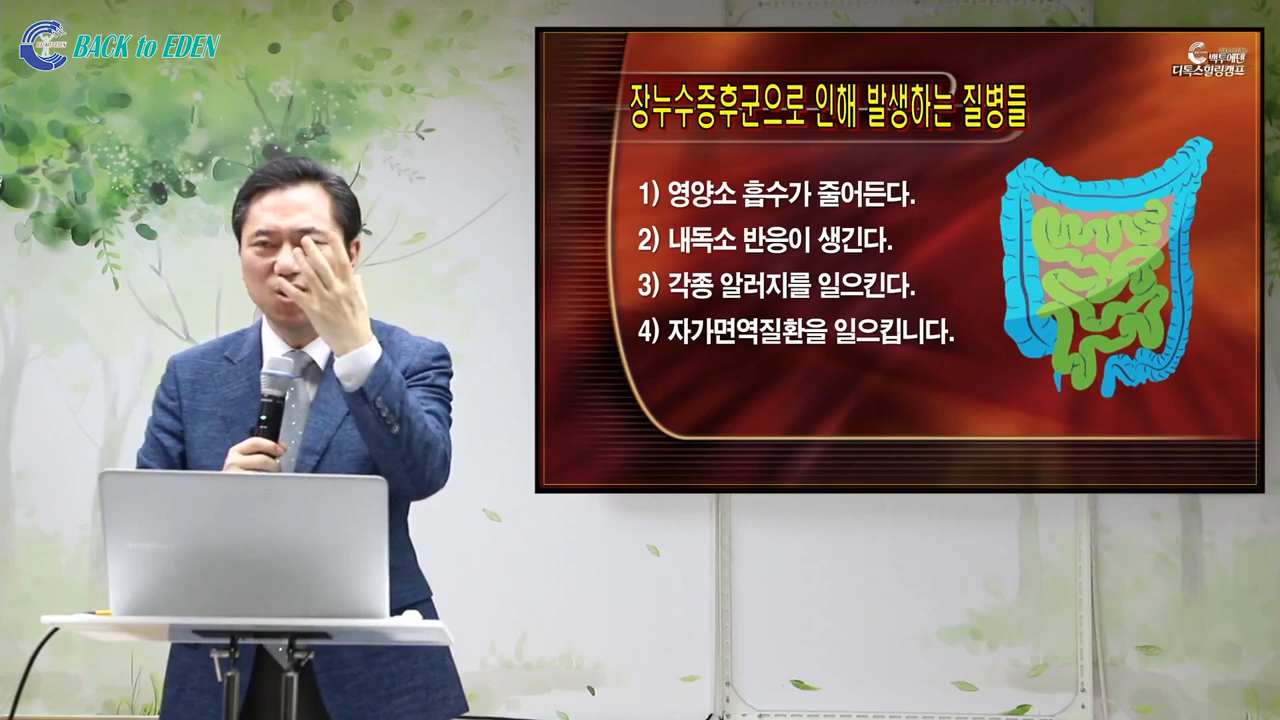 BACK to EDEN
백투에덴
디톡스힐링캠프
장누수증후군으로 인해 발생하는 질병들
1) 영양소 흡수가 줄어든다.
2) 내독소 반응이 생긴다.
3) 각종 알러지를 일으킨다.
4) 자가면역질환을 일으킵니다.